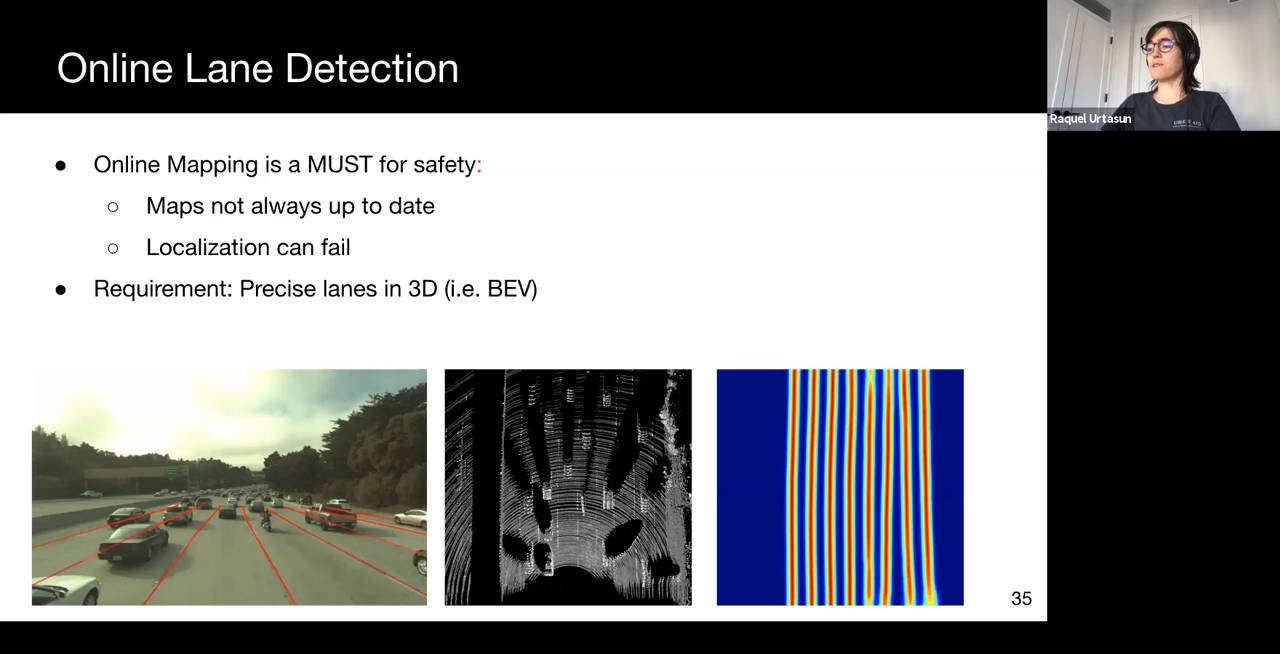 Online Lane Detection
Raquel Urtasun
● Online Mapping is a MUST for safety:
○ Maps not always up to date
○ Localization can fail
● Requirement: Precise lanes in 3D (i.e. BEV)
35